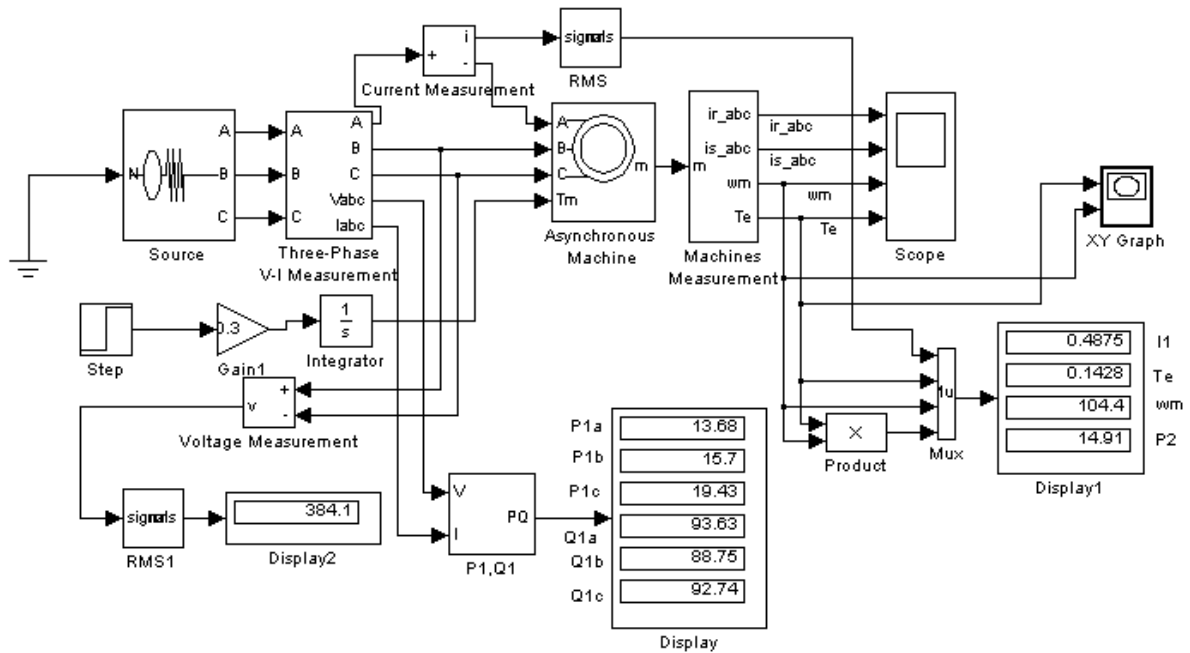 i
+
-
Current Measurement
signals
RMS
N
A
B
C
Source
A
B
C
A
B
C
Vabc
Iabc
Three-Phase
V-I Measurement
A
B
C
Tm
m
Asynchronous
Machine
m
ir_abc
is_abc
wm
Te
Machines
Measurement
ir_abc
is_abc
wm
Te
Scope
XY Graph
Step
0.3
Gain1
1
s
Integrator
+
-
v
Voltage Measurement
signals
RMS1
384.1
Display2
V
I
PQ
P1,Q1
P1a 13.68
P1b 15.7
P1c 19.43
Q1a 93.63
Q1b 88.75
Q1c 92.74
Display
×
Product
Mux
0.4875 I1
0.1428 Te
104.4 wm
14.91 P2
Display1